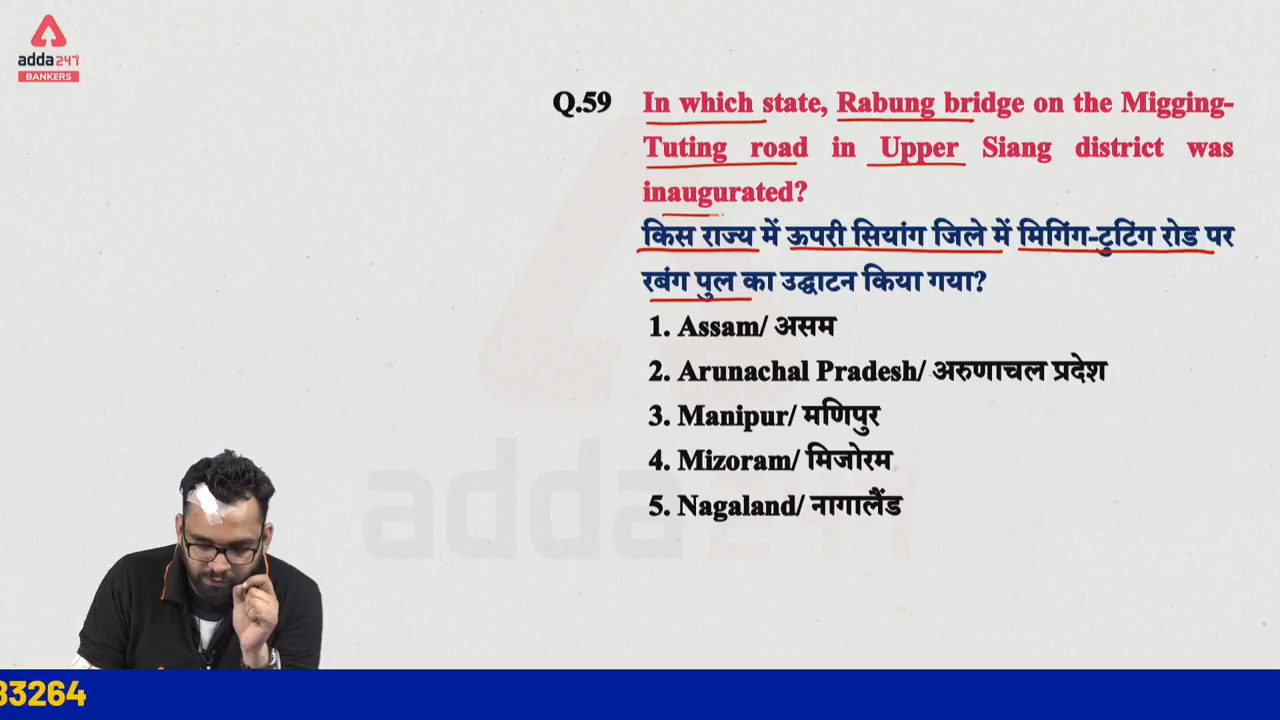 adda247
BANKERS
Q.59 In which state, Rabung bridge on the Migging-
Tuting road in Upper Siang district was
inaugurated?
किस राज्य में ऊपरी सियांग जिले में मिगिंग-टुटिंग रोड पर
रबंग पुल का उद्घाटन किया गया?
1. Assam/ असम
2. Arunachal Pradesh/ अरुणाचल प्रदेश
3. Manipur/ मणिपुर
4. Mizoram/ मिजोरम
5. Nagaland/ नागालैंड
adda247
83264